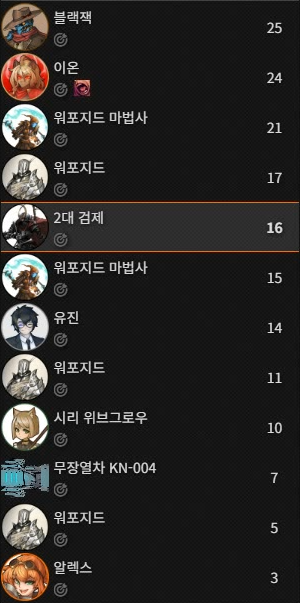 블랙잭
25
이온
24
워포지드 마법사
21
워포지드
17
2대 검제
16
워포지드 마법사
15
유진
14
워포지드
11
시리 위브그로우
10
무장열차 KN-004
7
워포지드
5
알렉스
3